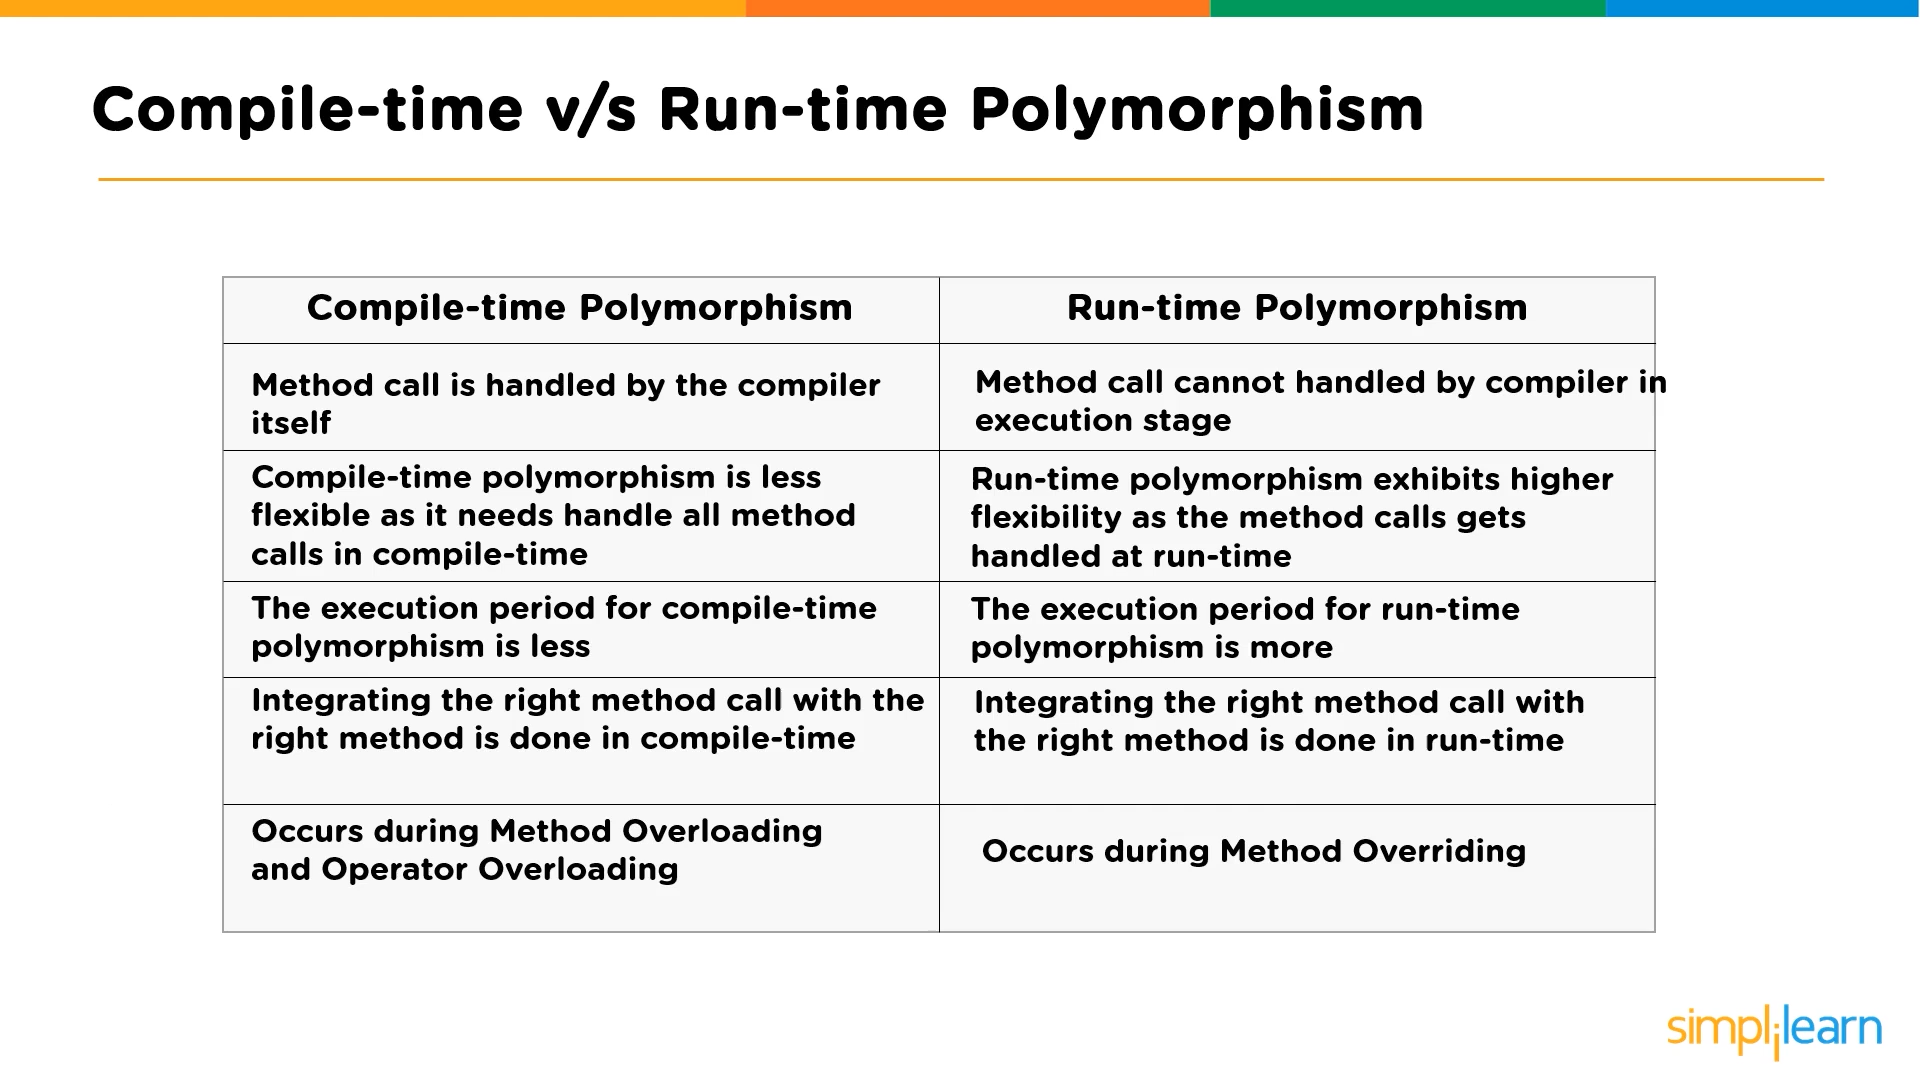 Compile-time v/s Run-time Polymorphism
Compile-time Polymorphism
Run-time Polymorphism
Method call is handled by the compiler
itself
Method call cannot handled by compiler in
execution stage
Compile-time polymorphism is less
flexible as it needs handle all method
calls in compile-time
Run-time polymorphism exhibits higher
flexibility as the method calls gets
handled at run-time
The execution period for compile-time
polymorphism is less
The execution period for run-time
polymorphism is more
Integrating the right method call with the
right method is done in compile-time
Integrating the right method call with
the right method is done in run-time
Occurs during Method Overloading
and Operator Overloading
Occurs during Method Overriding
simplilearn